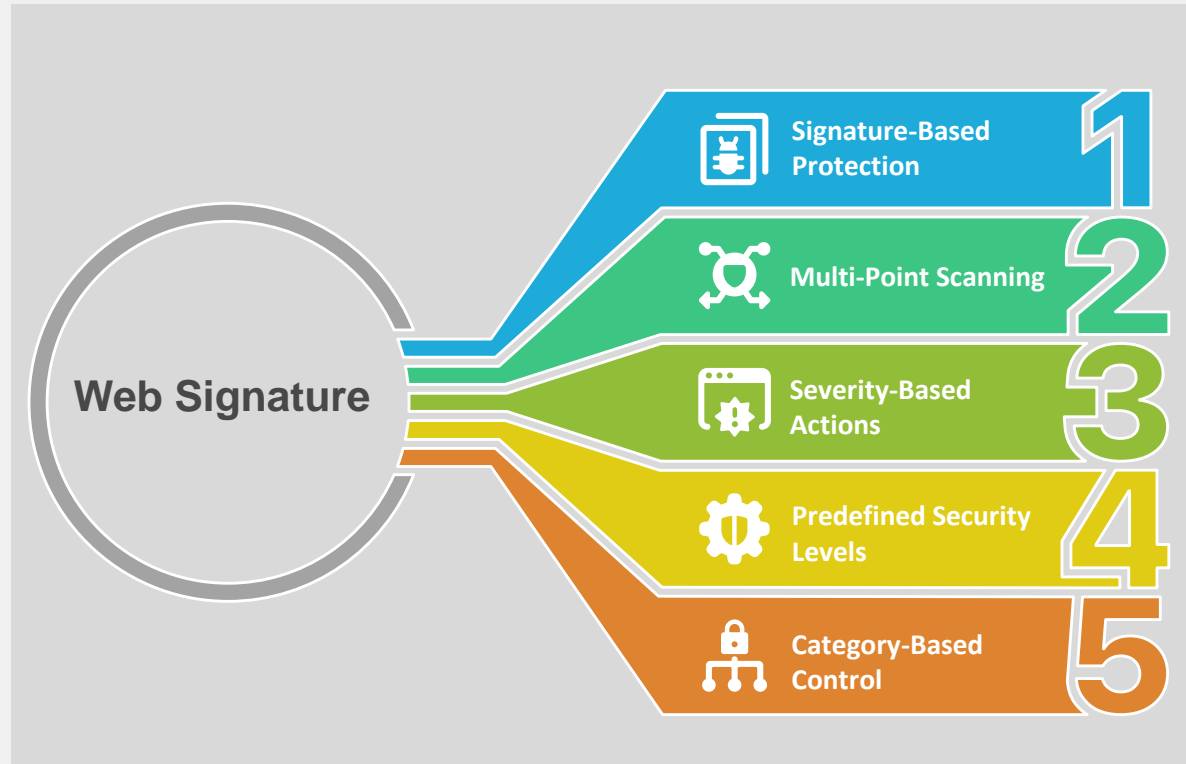 Web Signature
Signature-Based
Protection
1
Multi-Point Scanning
2
Severity-Based
Actions
3
Predefined Security
Levels
4
Category-Based
Control
5